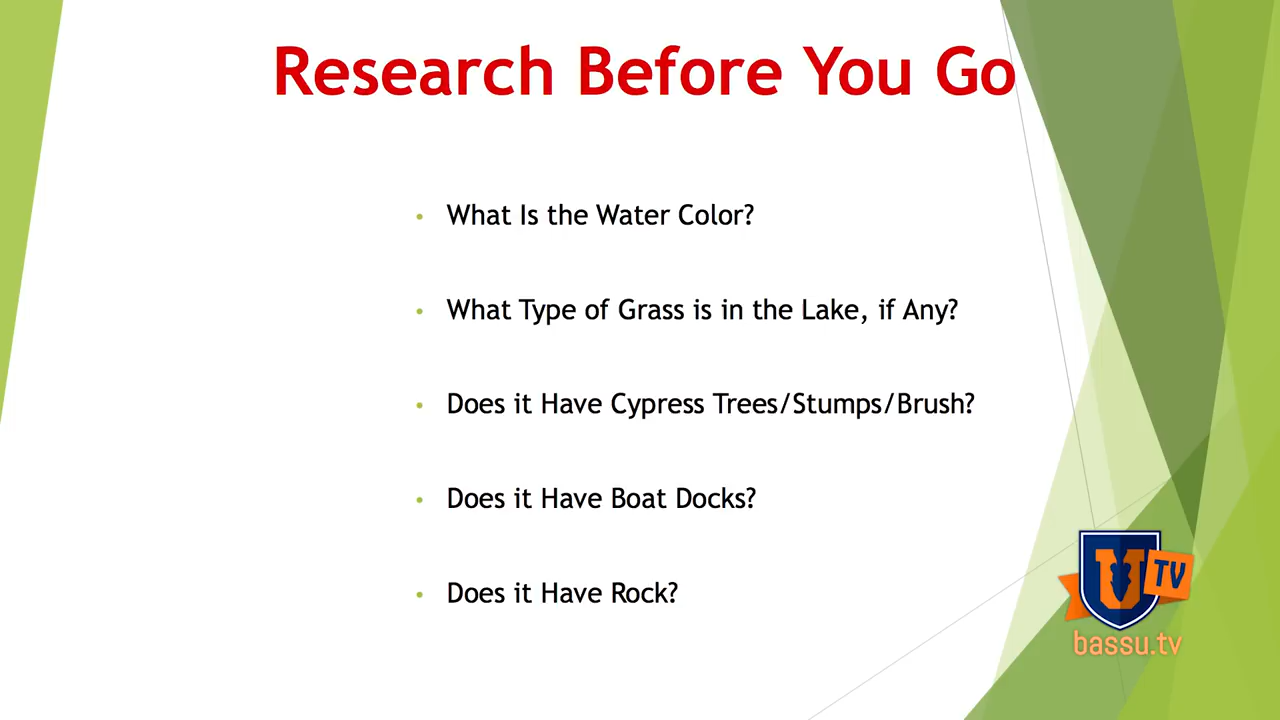 Research Before You Go
• What Is the Water Color?
• What Type of Grass is in the Lake, if Any?
• Does it Have Cypress Trees/Stumps/Brush?
• Does it Have Boat Docks?
• Does it Have Rock?
U TV
bassu.tv